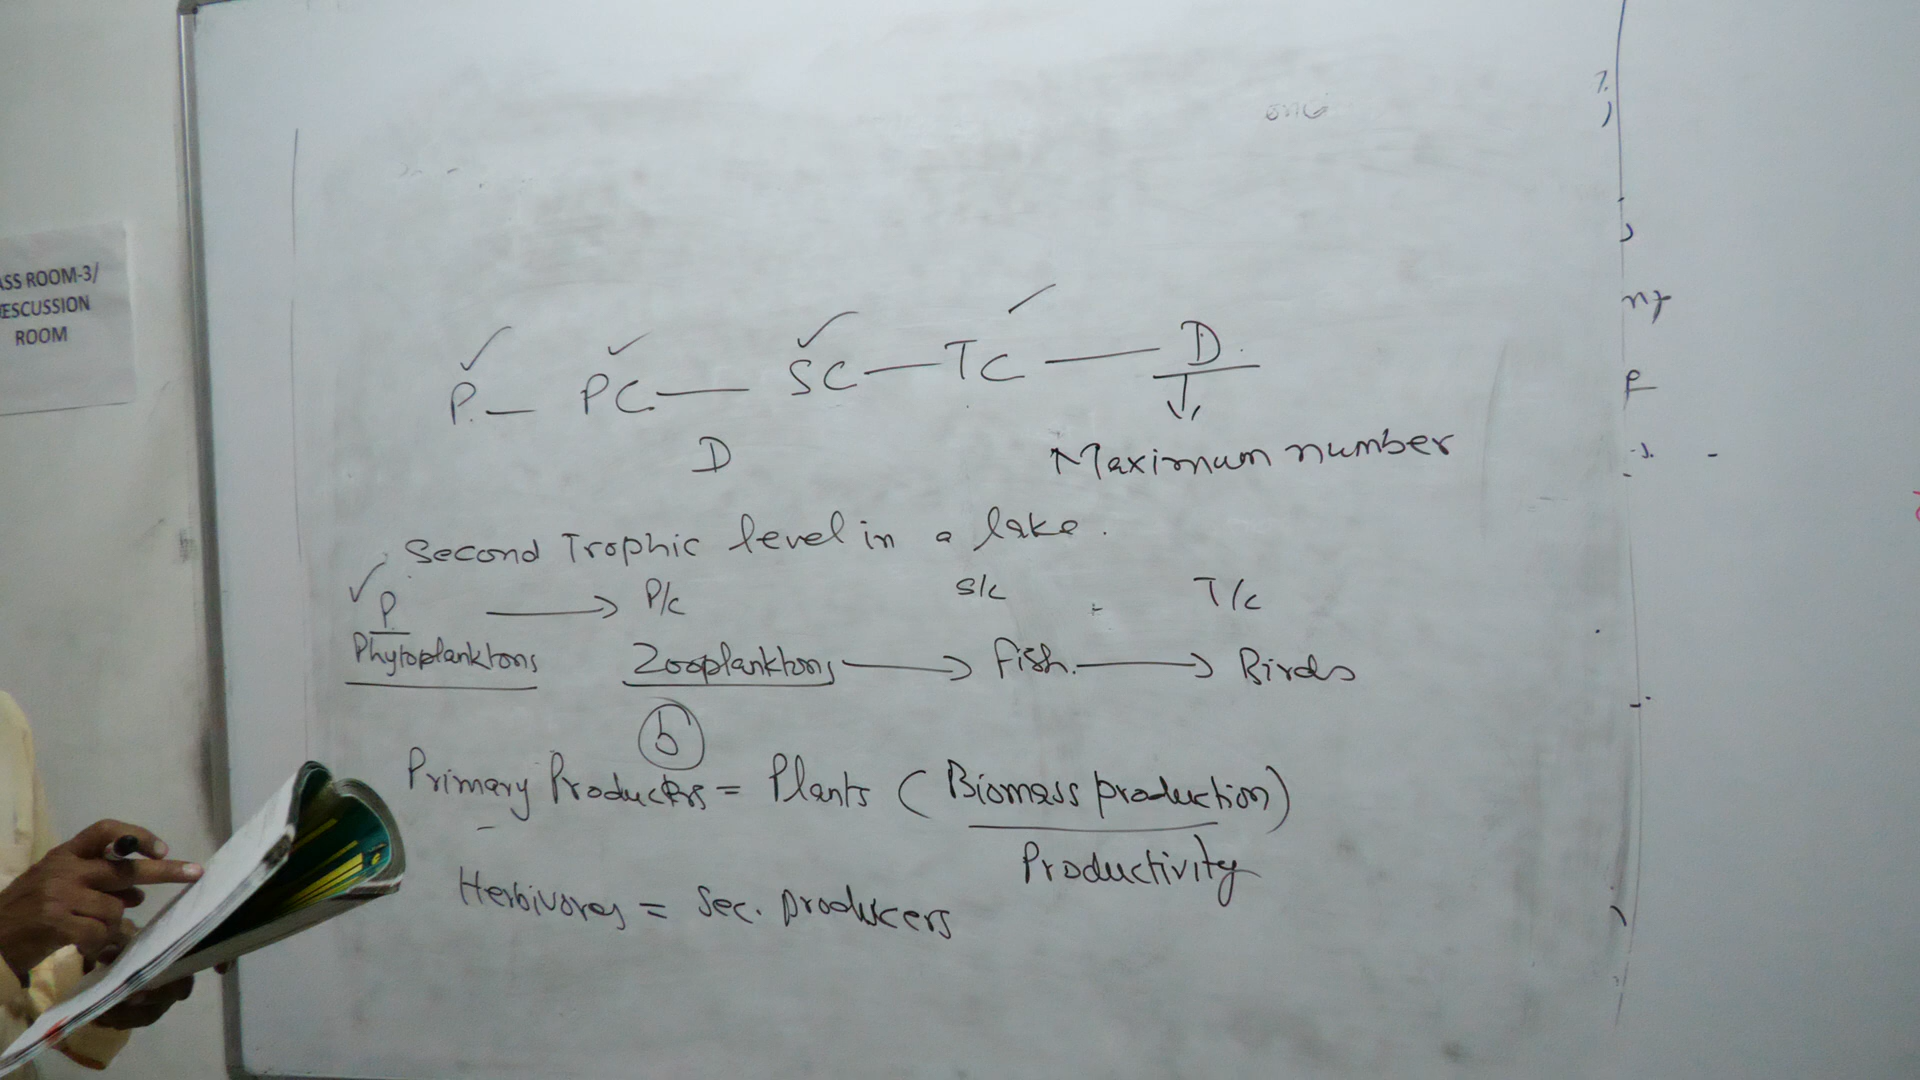 ASS ROOM-3/
ESCUSSION
ROOM
P. — PC — SC — TC — D.
D
Maximum number
Second Trophic level in a lake.
P → P/c S/c T/c
Phytoplanktons Zooplanktons → Fish. → Birds
b
Primary Producers = Plants (Biomass production)
Productivity
Herbivores = Sec. producers